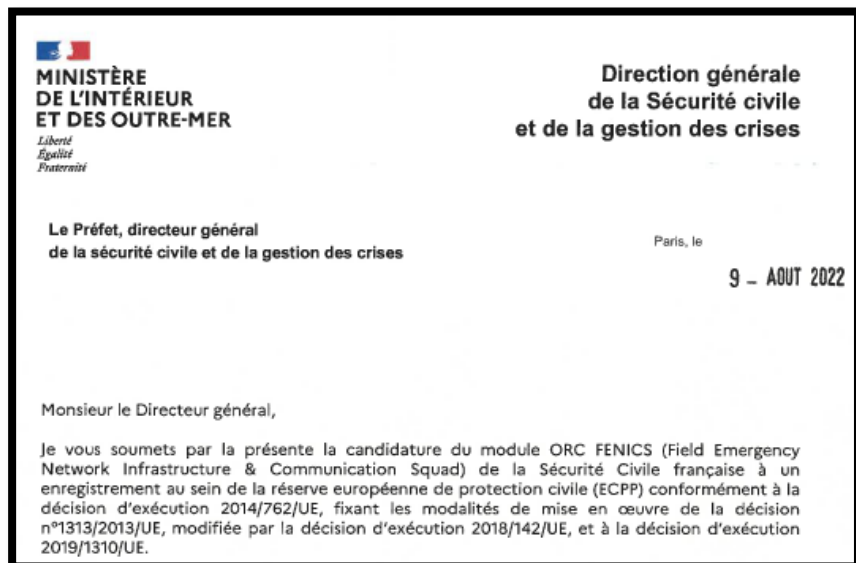 MINISTÈRE
DE L'INTÉRIEUR
ET DES OUTRE-MER
Liberté
Égalité
Fraternité
Direction générale
de la Sécurité civile
et de la gestion des crises
Le Préfet, directeur général
de la sécurité civile et de la gestion des crises
Paris, le
9 - AOUT 2022
Monsieur le Directeur général,
Je vous soumets par la présente la candidature du module ORC FENICS (Field Emergency
Network Infrastructure & Communication Squad) de la Sécurité Civile française à un
enregistrement au sein de la réserve européenne de protection civile (ECPP) conformément à la
décision d'exécution 2014/762/UE, fixant les modalités de mise en œuvre de la décision
n°1313/2013/UE, modifiée par la décision d'exécution 2018/142/UE, et à la décision d'exécution
2019/1310/UE.